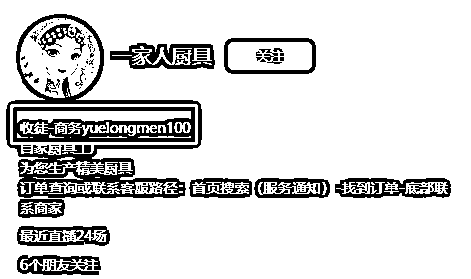 一家人厨具
关注
收徒-商务yuelongmen100
自家厨具工
为您生产精美厨具
订单查询或联系客服路径：首页搜索（服务通知）-找到订单-底部联
系商家
最近直播24场
6个朋友关注